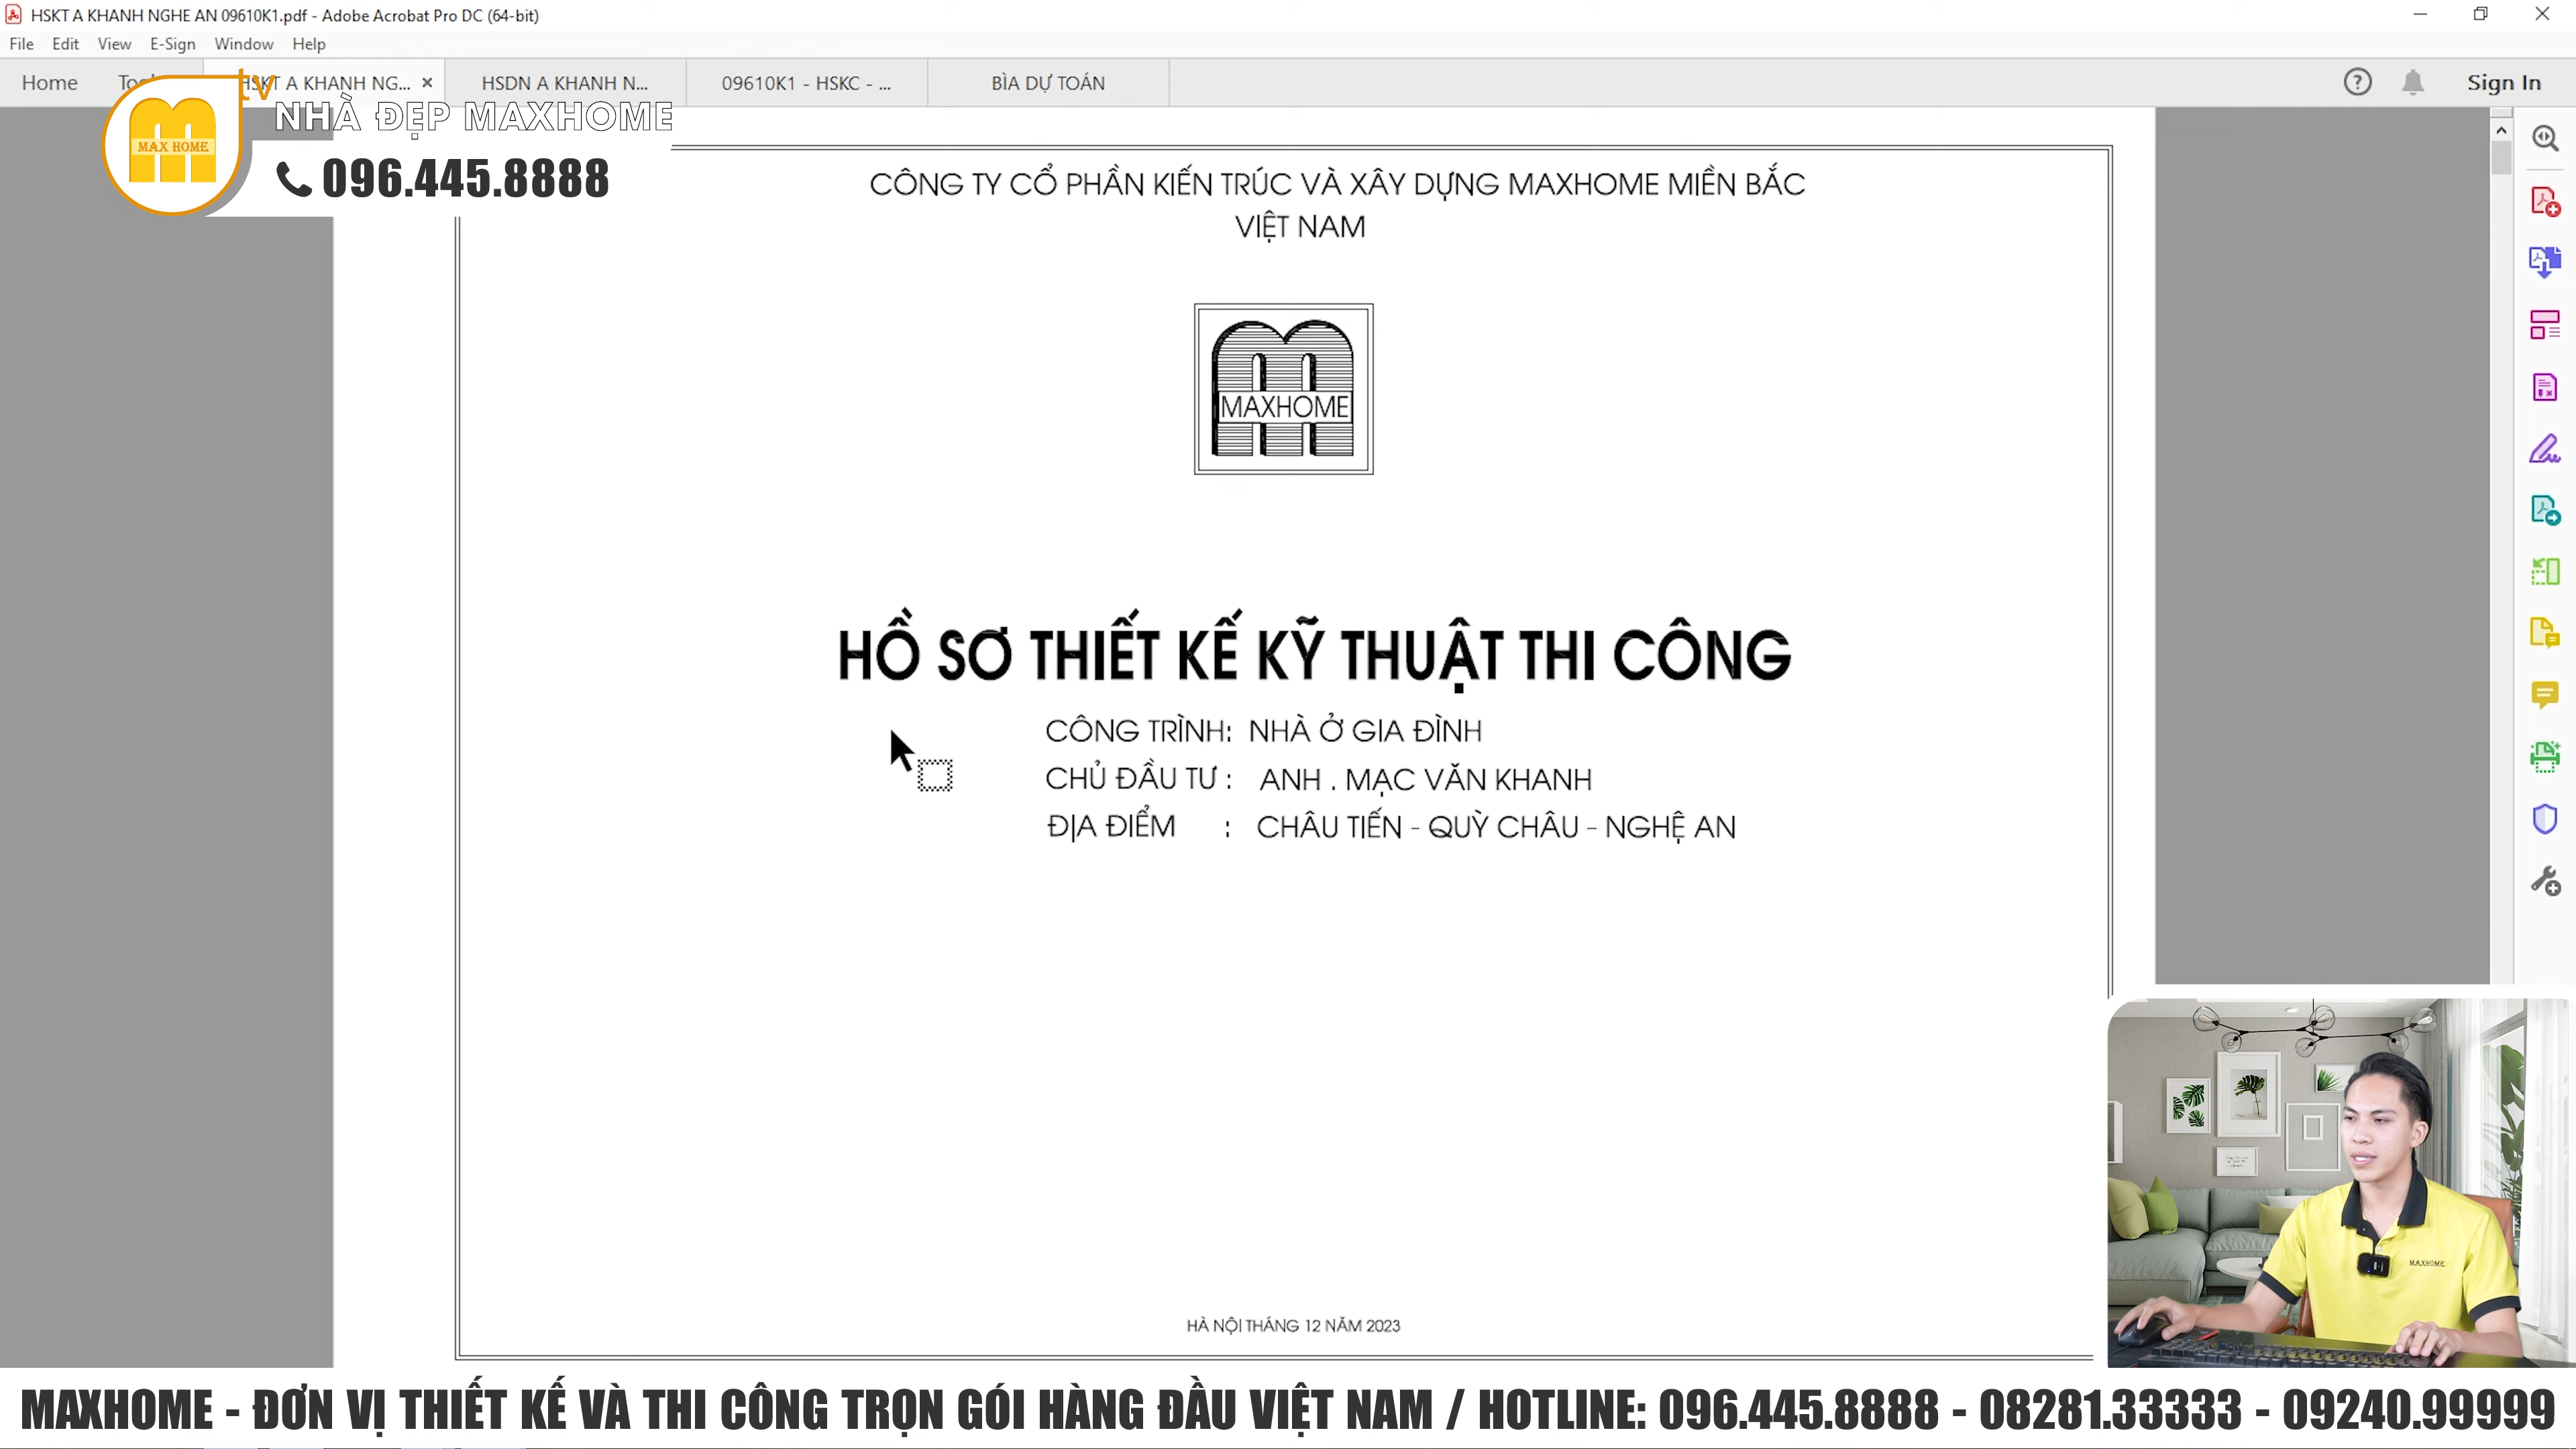 HSKT A KHANH NGHE AN 09610K1.pdf - Adobe Acrobat Pro DC (64-bit)
File Edit View E-Sign Window Help
Home
HSKT A KHANH NG...
HSDN A KHANH N...
09610K1 - HSKC - ...
BÌA DỰ TOÁN
Sign In
tv
NHÀ ĐẸP MAXHOME
MAX HOME
096.445.8888
CÔNG TY CỔ PHẦN KIẾN TRÚC VÀ XÂY DỰNG MAXHOME MIỀN BẮC
VIỆT NAM
MAXHOME
HỒ SƠ THIẾT KẾ KỸ THUẬT THI CÔNG
CÔNG TRÌNH: NHÀ Ở GIA ĐÌNH
CHỦ ĐẦU TƯ : ANH . MẠC VĂN KHANH
ĐỊA ĐIỂM : CHÂU TIẾN - QUỲ CHÂU - NGHỆ AN
HÀ NỘI THÁNG 12 NĂM 2023
MAXHOME
MAXHOME - ĐƠN VỊ THIẾT KẾ VÀ THI CÔNG TRỌN GÓI HÀNG ĐẦU VIỆT NAM / HOTLINE: 096.445.8888 - 08281.33333 - 09240.99999